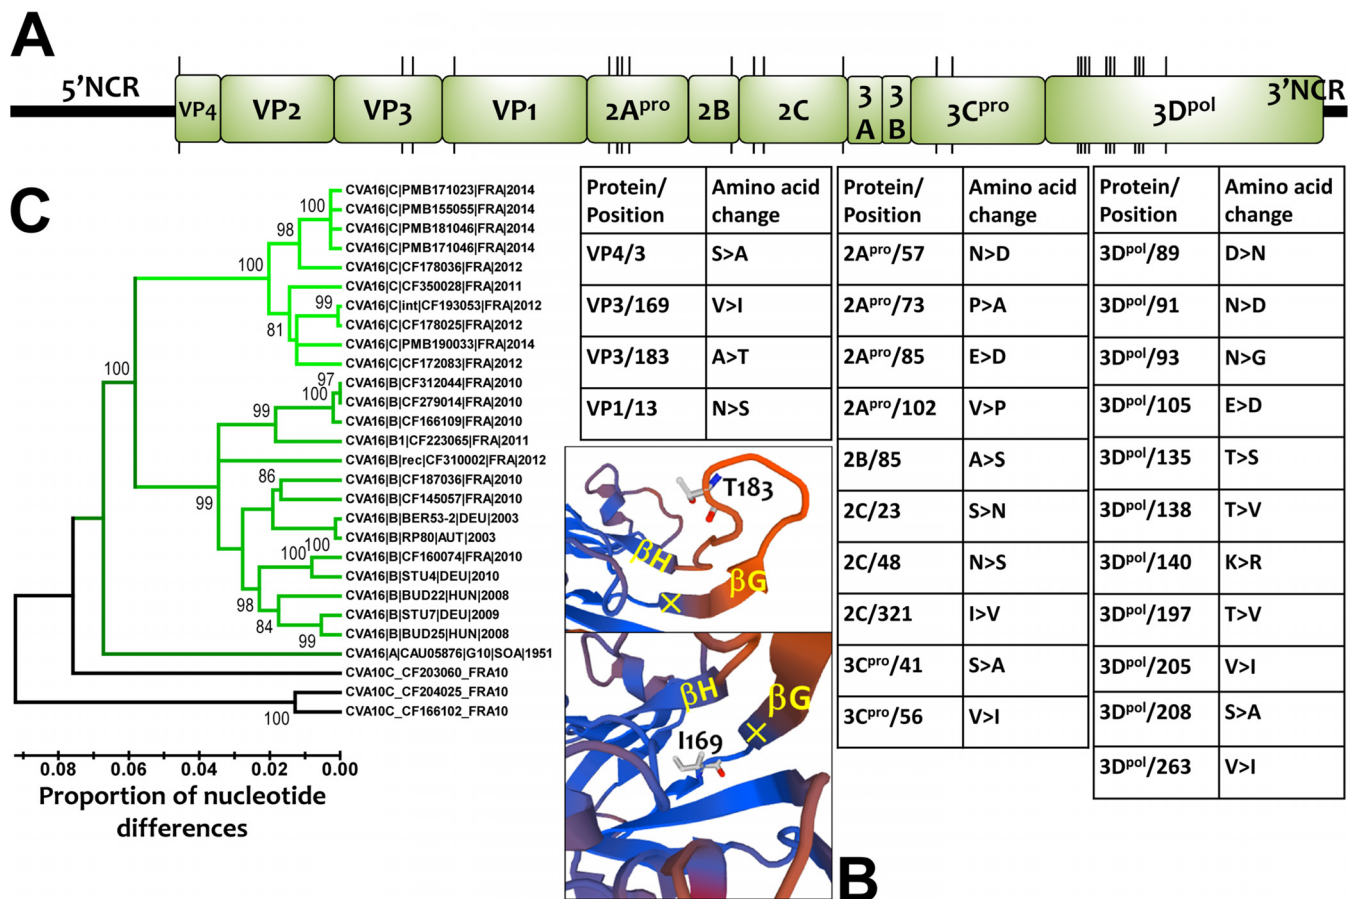 A
5’NCR
VP4
VP2
VP3
VP1
2Apro
2B
2C
3
A
3
B
3Cpro
3Dpol
3’NCR
C
CVA16|C|PMB171023|FRA|2014
CVA16|C|PMB155055|FRA|2014
CVA16|C|PMB181046|FRA|2014
CVA16|C|PMB171046|FRA|2014
CVA16|C|CF178036|FRA|2012
CVA16|C|CF350028|FRA|2011
CVA16|C|int|CF193053|FRA|2012
CVA16|C|CF178025|FRA|2012
CVA16|C|PMB190033|FRA|2014
CVA16|C|CF172083|FRA|2012
CVA16|B|CF312044|FRA|2010
CVA16|B|CF279014|FRA|2010
CVA16|B|CF166109|FRA|2010
CVA16|B1|CF223065|FRA|2011
CVA16|B|rec|CF310002|FRA|2012
CVA16|B|CF187036|FRA|2010
CVA16|B|CF145057|FRA|2010
CVA16|B|BER53-2|DEU|2003
CVA16|B|RP80|AUT|2003
CVA16|B|CF160074|FRA|2010
CVA16|B|STU4|DEU|2010
CVA16|B|BUD22|HUN|2008
CVA16|B|STU7|DEU|2009
CVA16|B|BUD25|HUN|2008
CVA16|A|CAU05876|G10|SOA|1951
CVA10C_CF203060_FRA10
CVA10C_CF204025_FRA10
CVA10C_CF166102_FRA10
100
98
100
99
81
100
97
100
99
99
86
100
100
98
84
99
100
0.08 0.06 0.04 0.02 0.00
Proportion of nucleotide
differences
Protein/ Amino acid
Position change
VP4/3 S>A
VP3/169 V>I
VP3/183 A>T
VP1/13 N>S
Protein/ Amino acid
Position change
2Apro/57 N>D
2Apro/73 P>A
2Apro/85 E>D
2Apro/102 V>P
2B/85 A>S
2C/23 S>N
2C/48 N>S
2C/321 I>V
3Cpro/41 S>A
3Cpro/56 V>I
Protein/ Amino acid
Position change
3Dpol/89 D>N
3Dpol/91 N>D
3Dpol/93 N>G
3Dpol/105 E>D
3Dpol/135 T>S
3Dpol/138 T>V
3Dpol/140 K>R
3Dpol/197 T>V
3Dpol/205 V>I
3Dpol/208 S>A
3Dpol/263 V>I
T183
βH
βG
X
βH
βG
X
I169
B